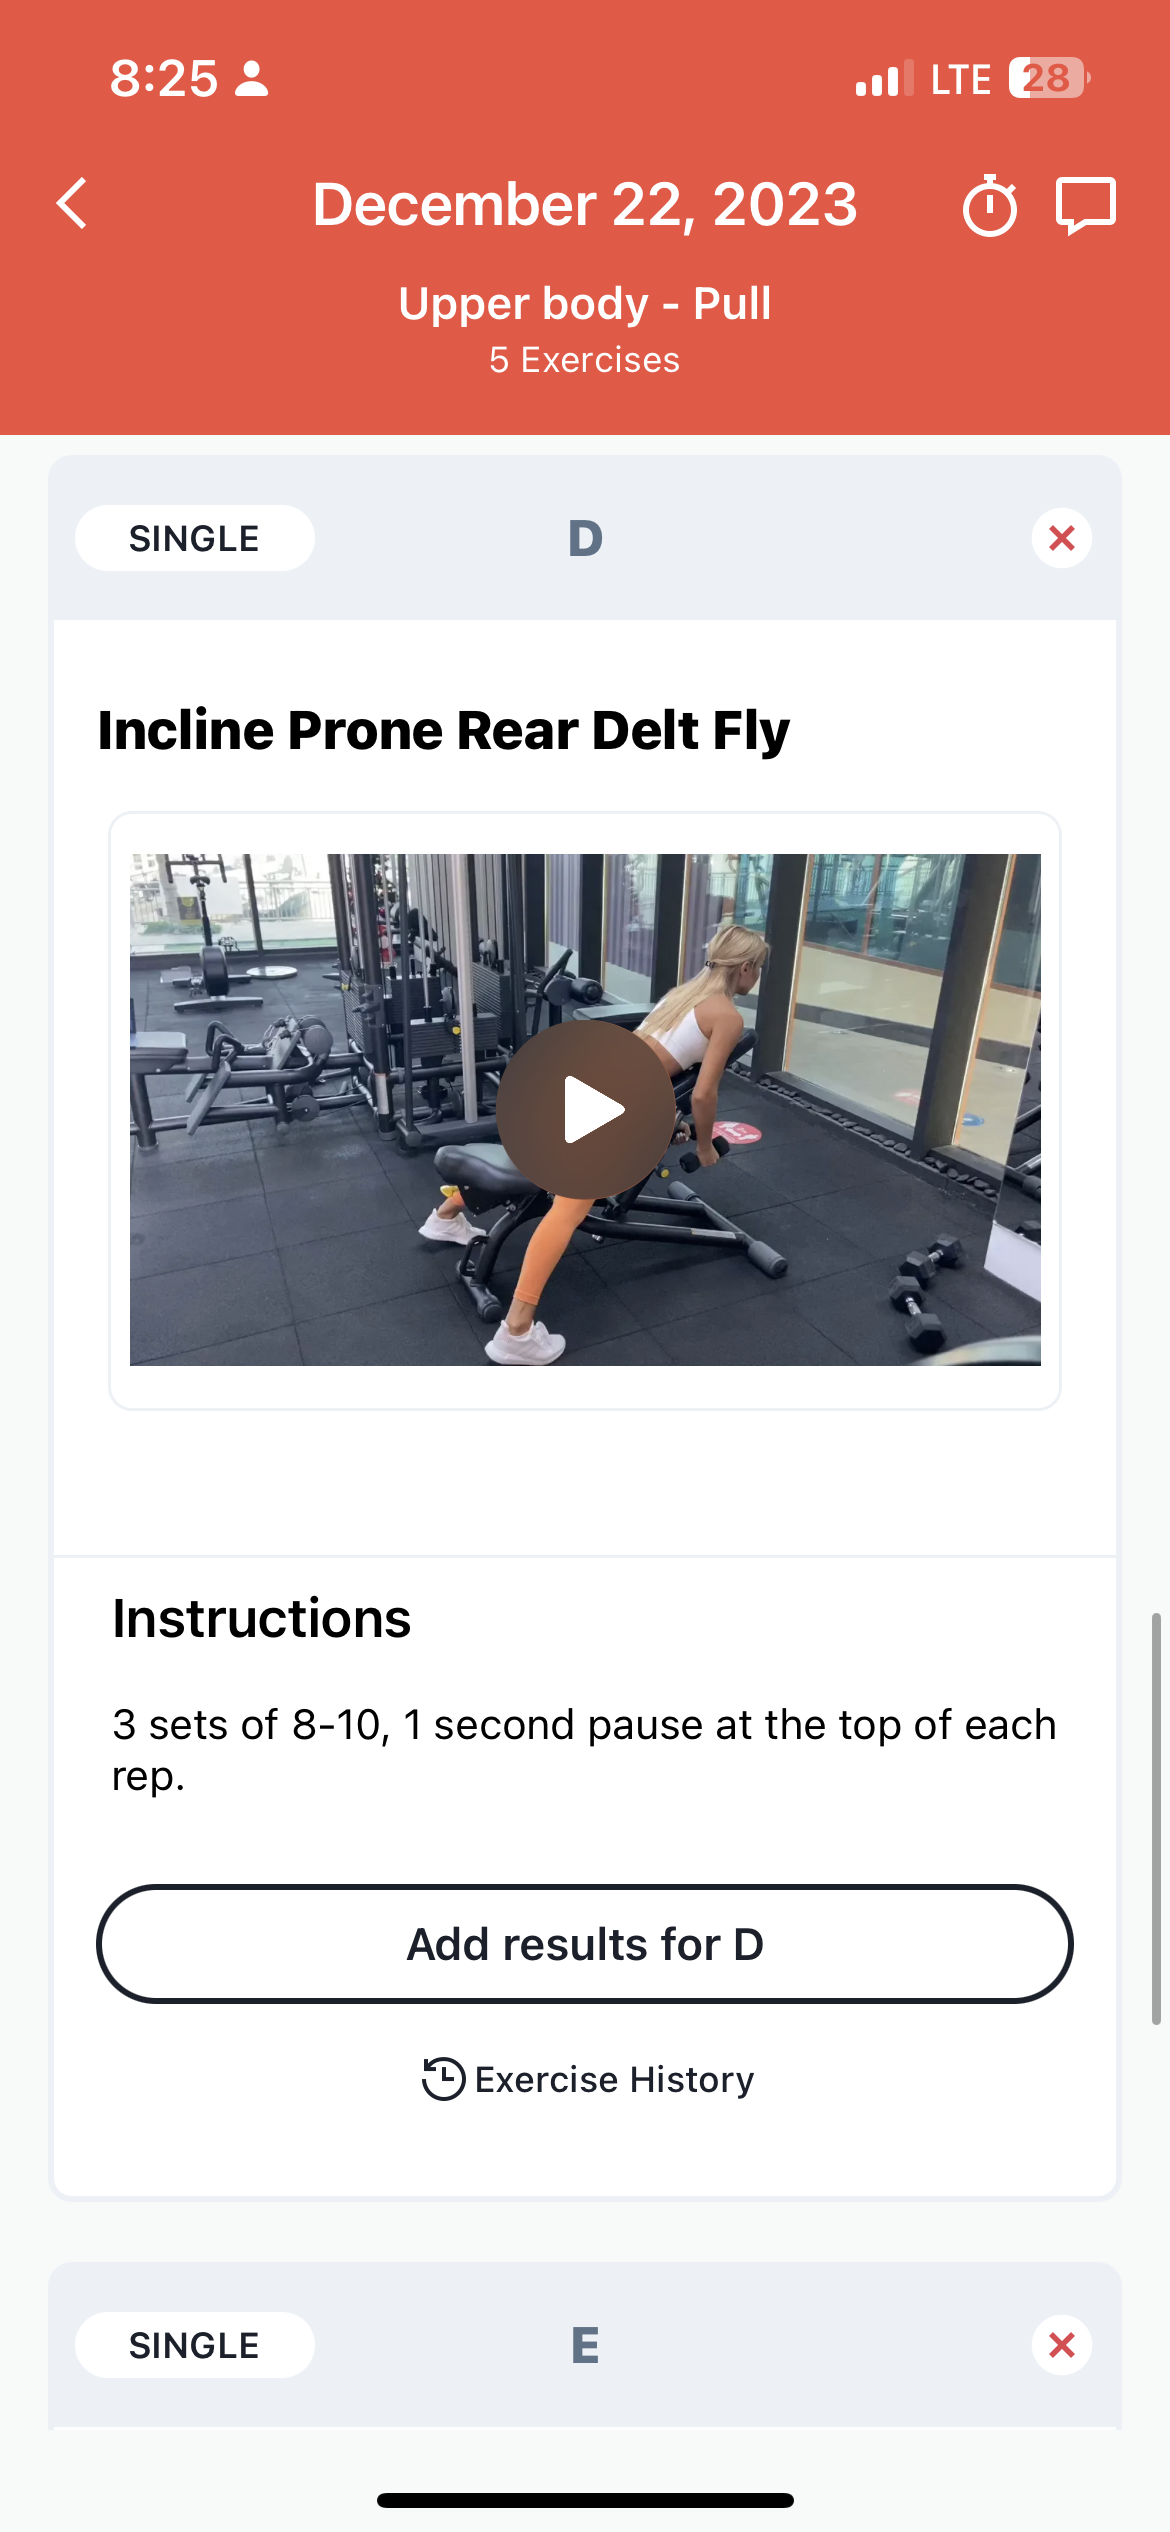 8:25
LTE
28
December 22, 2023
Upper body - Pull
5 Exercises
SINGLE
D
Incline Prone Rear Delt Fly
Instructions
3 sets of 8-10, 1 second pause at the top of each
rep.
Add results for D
Exercise History
SINGLE
E